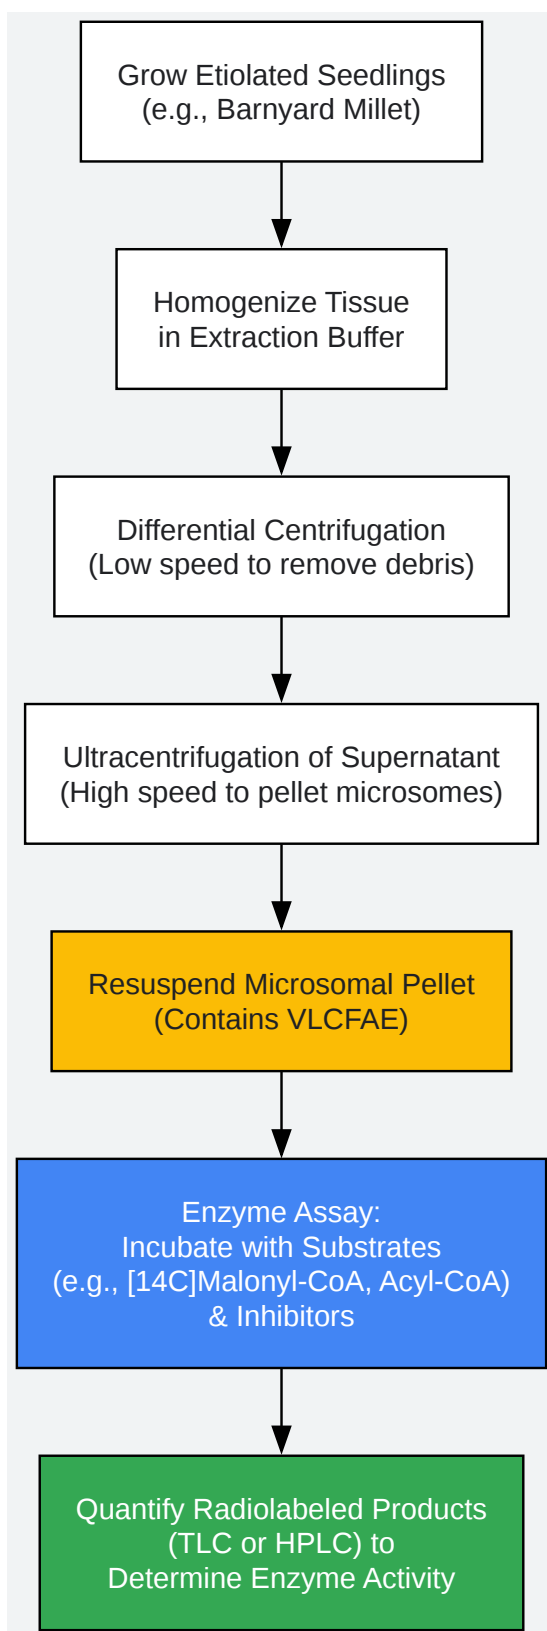 Grow Etiolated Seedlings
(e.g., Barnyard Millet)
Homogenize Tissue
in Extraction Buffer
Differential Centrifugation
(Low speed to remove debris)
Ultracentrifugation of Supernatant
(High speed to pellet microsomes)
Resuspend Microsomal Pellet
(Contains VLCFAE)
Enzyme Assay:
Incubate with Substrates
(e.g., [14C]Malonyl-CoA, Acyl-CoA)
& Inhibitors
Quantify Radiolabeled Products
(TLC or HPLC) to
Determine Enzyme Activity